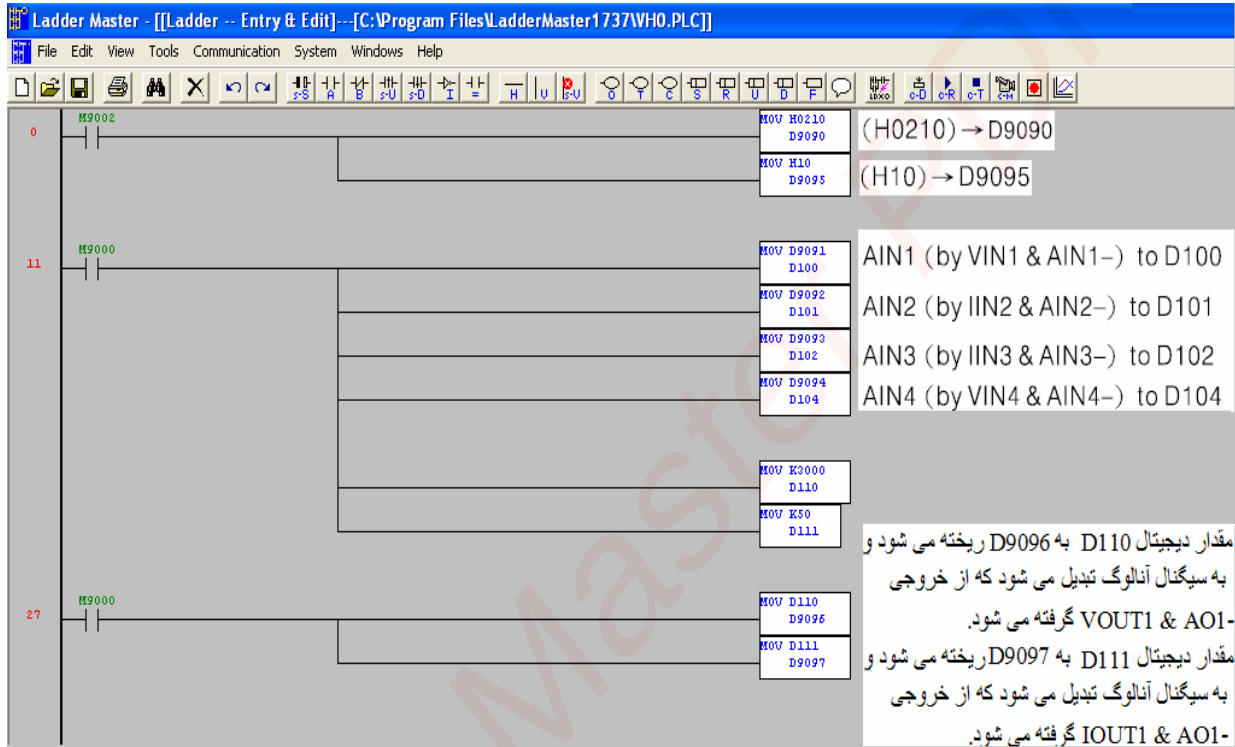 Ladder Master - [[Ladder -- Entry & Edit]---[C:\Program Files\LadderMaster1737\VH0.PLC]]
File Edit View Tools Communication System Windows Help
S-S A B S-U S-D I = H V S-U O T C S R U D F LDXO C-D C-R C-T C-M
0
M9002
MOV H0210
D9090
(H0210)→D9090
MOV H10
D9095
(H10)→D9095
11
M9000
MOV D9091
D100
AIN1 (by VIN1 & AIN1–) to D100
MOV D9092
D101
AIN2 (by IIN2 & AIN2–) to D101
MOV D9093
D102
AIN3 (by IIN3 & AIN3–) to D102
MOV D9094
D104
AIN4 (by VIN4 & AIN4–) to D104
MOV K3000
D110
MOV K50
D111
27
M9000
MOV D110
D9096
MOV D111
D9097
مقدار دیجیتال D110 به D9096 ریخته می شود و
به سیگنال آنالوگ تبدیل می شود که از خروجی
VOUT1 & AO1- گرفته می شود.
مقدار دیجیتال D111 به D9097 ریخته می شود و
به سیگنال آنالوگ تبدیل می شود که از خروجی
IOUT1 & AO1- گرفته می شود.
Master